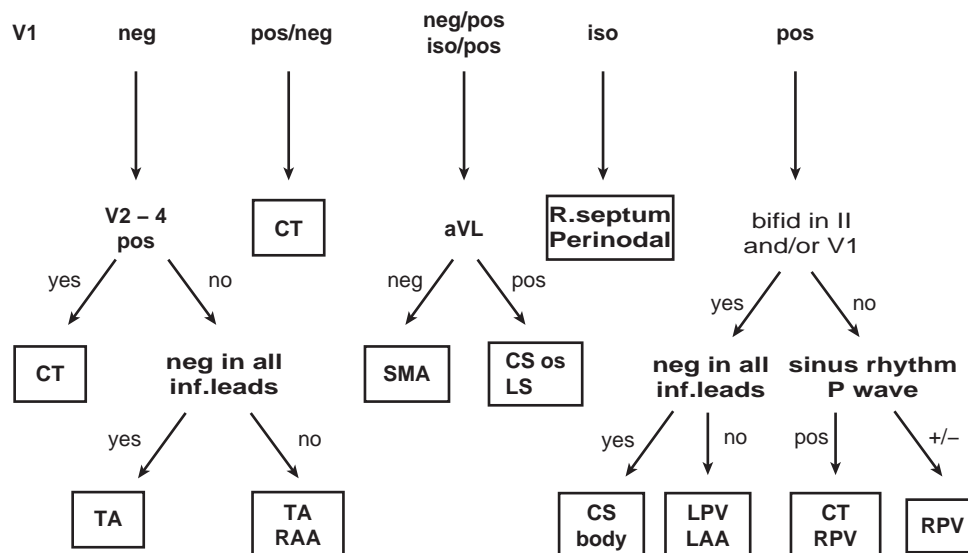 V1 neg pos/neg neg/pos iso pos
iso/pos
V2 – 4
pos
CT
aVL
R.septum
Perinodal
bifid in II
and/or V1
yes no neg pos yes no
CT
neg in all
inf.leads
SMA
CS os
LS
neg in all
inf.leads
sinus rhythm
P wave
yes no yes no pos +/–
TA
TA
RAA
CS
body
LPV
LAA
CT
RPV
RPV